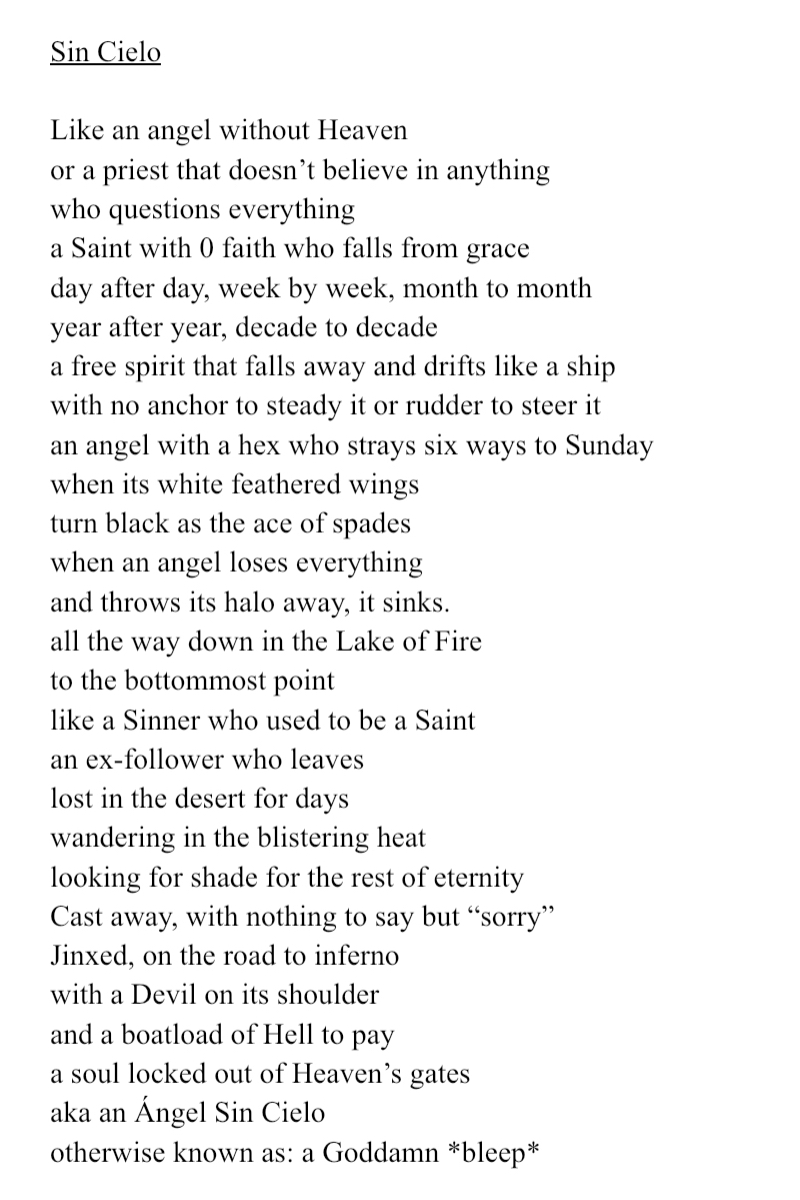 Sin Cielo
Like an angel without Heaven
or a priest that doesn’t believe in anything
who questions everything
a Saint with 0 faith who falls from grace
day after day, week by week, month to month
year after year, decade to decade
a free spirit that falls away and drifts like a ship
with no anchor to steady it or rudder to steer it
an angel with a hex who strays six ways to Sunday
when its white feathered wings
turn black as the ace of spades
when an angel loses everything
and throws its halo away, it sinks.
all the way down in the Lake of Fire
to the bottommost point
like a Sinner who used to be a Saint
an ex-follower who leaves
lost in the desert for days
wandering in the blistering heat
looking for shade for the rest of eternity
Cast away, with nothing to say but “sorry”
Jinxed, on the road to inferno
with a Devil on its shoulder
and a boatload of Hell to pay
a soul locked out of Heaven’s gates
aka an Ángel Sin Cielo
otherwise known as: a Goddamn *bleep*